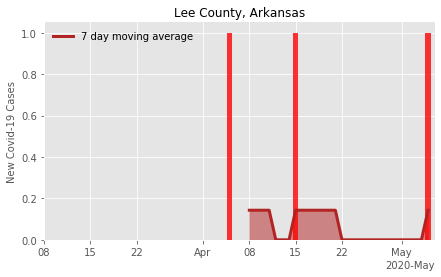 Lee County, Arkansas
7 day moving average
New Covid-19 Cases
1.0
0.8
0.6
0.4
0.2
0.0
08 15 22 Apr 08 15 22 May
2020-May